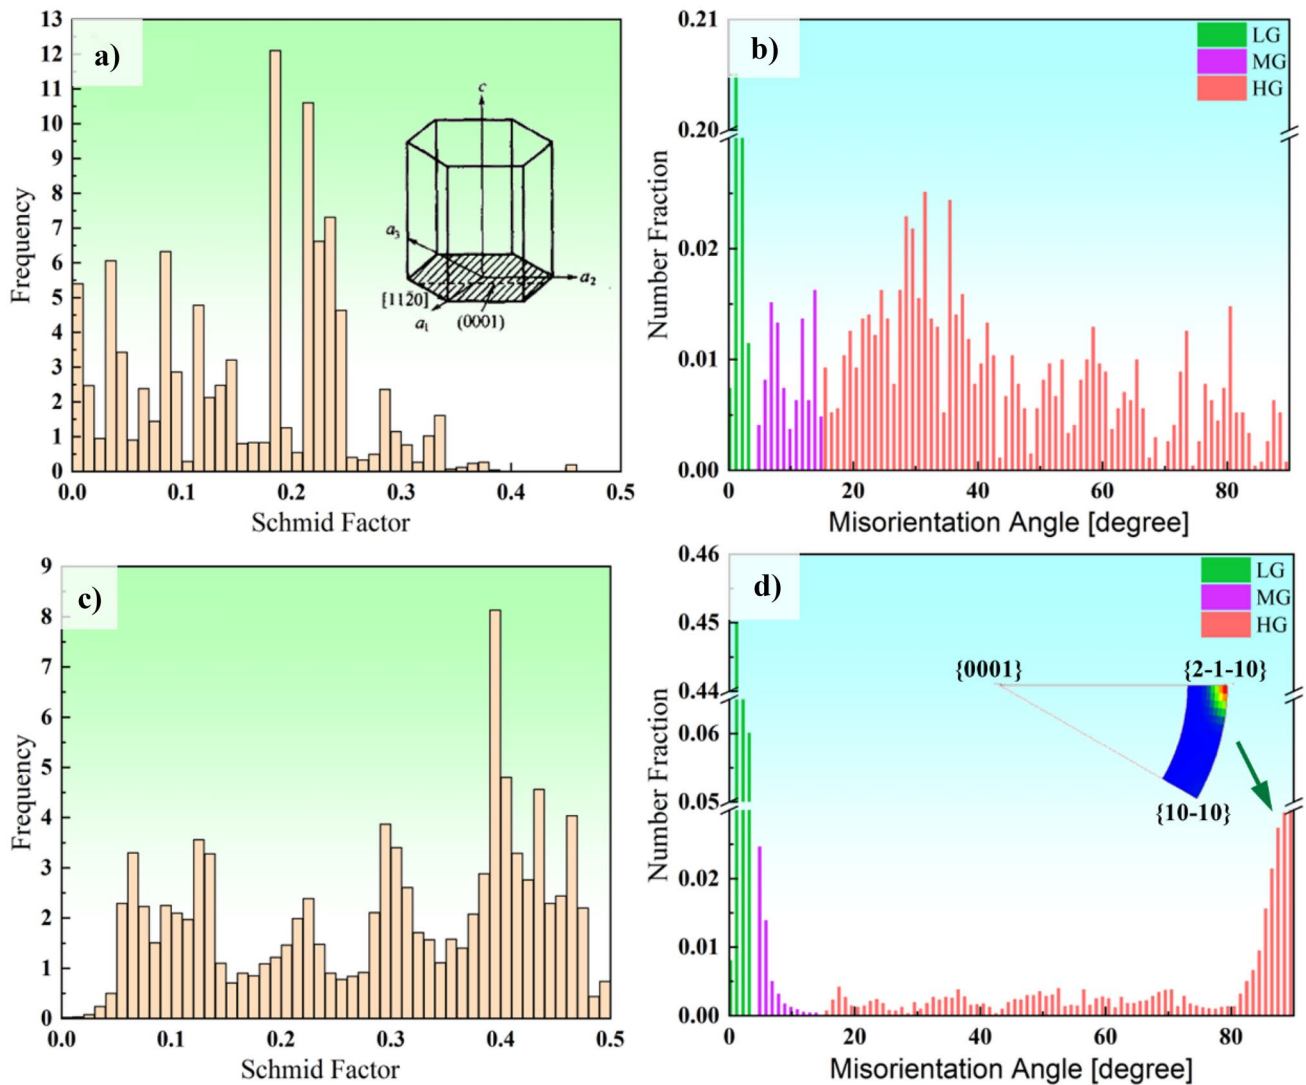 a)
Frequency
13
12
11
10
9
8
7
6
5
4
3
2
1
0
c
a3
a2
[112̄0]
a1
(0001)
0.0 0.1 0.2 0.3 0.4 0.5
Schmid Factor
b)
LG
MG
HG
Number Fraction
0.21
0.20
0.02
0.01
0.00
0 20 40 60 80
Misorientation Angle [degree]
c)
Frequency
9
8
7
6
5
4
3
2
1
0
0.0 0.1 0.2 0.3 0.4 0.5
Schmid Factor
d)
LG
MG
HG
Number Fraction
0.46
0.45
0.44
0.06
0.05
0.02
0.01
0.00
{0001} {2-1-10}
{10-10}
0 20 40 60 80
Misorientation Angle [degree]